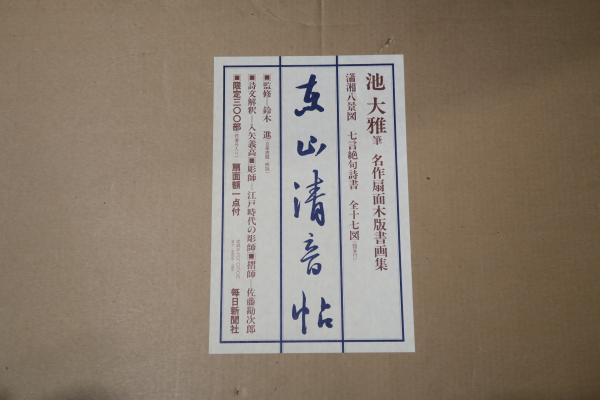 池大雅筆 名作扇面木版書画集
瀟湘八景図 七言絶句詩書 全十七図
東山清音帖
■監修─鈴木 進
■詩文解釈─入矢義高■彫師─江戸時代の彫師■摺師 佐藤勘次郎
■限定三〇〇部 扇面額一点付 毎日新聞社